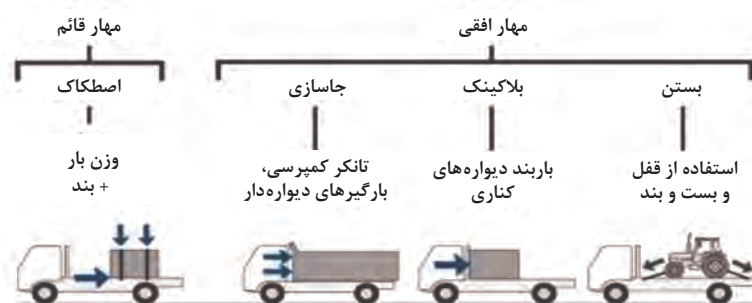 مهار افقی
مهار قائم
بستن
بلاکینک
جاسازی
اصطکاک
استفاده از قفل
و بست و بند
باربند دیواره‌های
کناری
تانکر کمپرسی،
بارگیرهای دیواره‌دار
وزن بار
+ بند